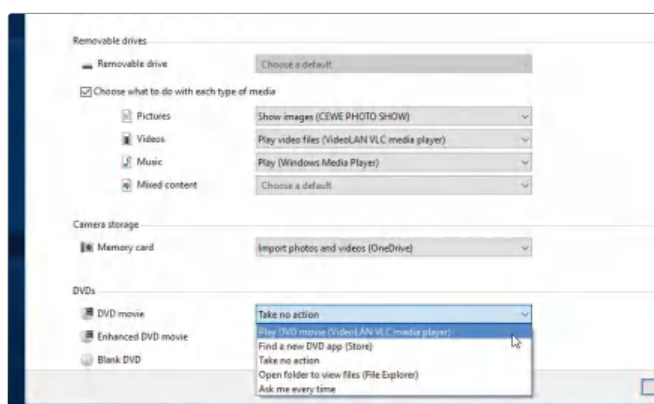 Removable drives
Removable drive Choose a default
Choose what to do with each type of media
Pictures Show images (CEWE PHOTO SHOW)
Videos Play video files (VideoLAN VLC media player)
Music Play (Windows Media Player)
Mixed content Choose a default
Camera storage
Memory card Import photos and videos (OneDrive)
DVDs
DVD movie Take no action
Play DVD movie (VideoLAN VLC media player)
Enhanced DVD movie Find a new DVD app (Store)
Take no action
Blank DVD Open folder to view files (File Explorer)
Ask me every time